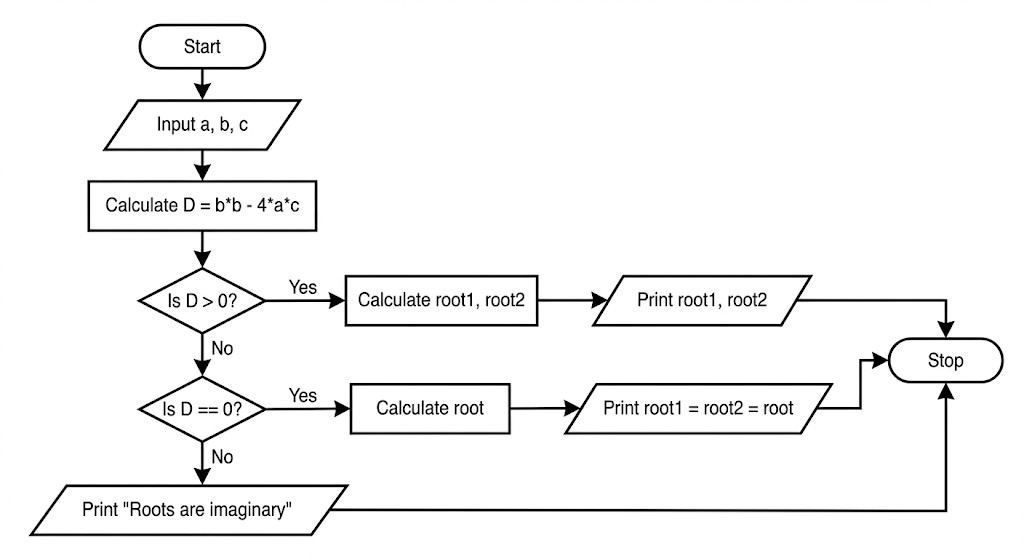 Start
Input a, b, c
Calculate D = b*b - 4*a*c
Is D > 0?
Yes
Calculate root1, root2
Print root1, root2
No
Stop
Is D == 0?
Yes
Calculate root
Print root1 = root2 = root
No
Print "Roots are imaginary"